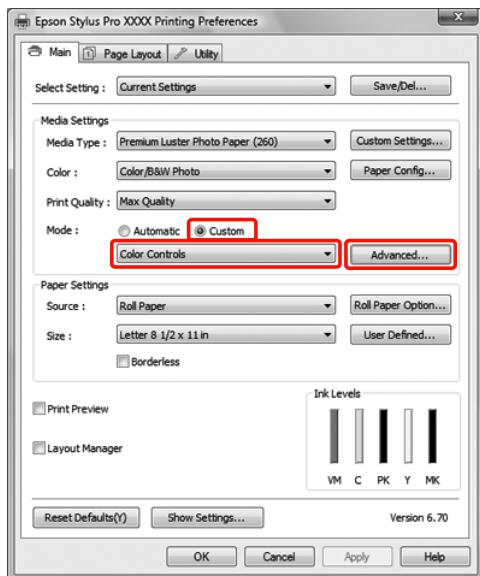 Epson Stylus Pro XXXX Printing Preferences
Main Page Layout Utility
Select Setting : Current Settings Save/Del...
Media Settings
Media Type : Premium Luster Photo Paper (260) Custom Settings...
Color : Color/B&W Photo Paper Config...
Print Quality : Max Quality
Mode : Automatic Custom
Color Controls Advanced...
Paper Settings
Source : Roll Paper Roll Paper Option...
Size : Letter 8 1/2 x 11 in User Defined...
Borderless
Ink Levels
Print Preview
Layout Manager
VM C PK Y MK
Reset Defaults(Y) Show Settings... Version 6.70
OK Cancel Apply Help